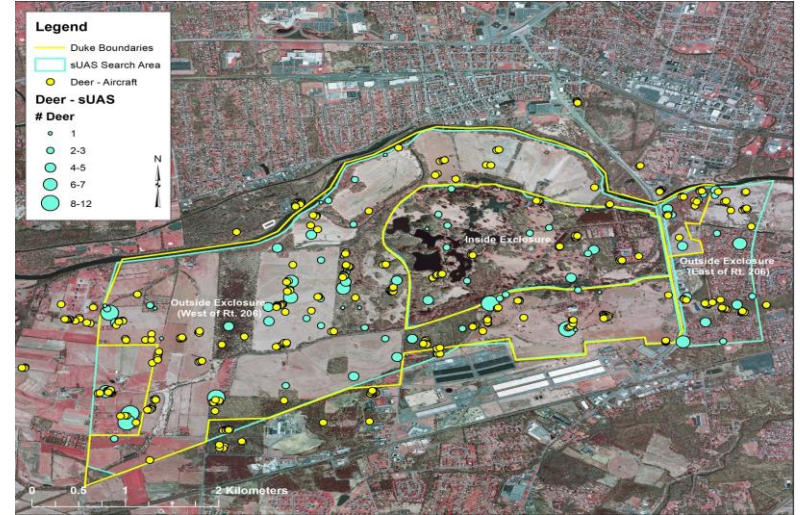 Legend
Duke Boundaries
sUAS Search Area
Deer - Aircraft
Deer - sUAS
# Deer
1
2-3
4-5
6-7
8-12
N
Inside Exclosure
Outside Exclosure
(East of Rt. 206)
Outside Exclosure
(West of Rt. 206)
0 0.5 1 2 Kilometers